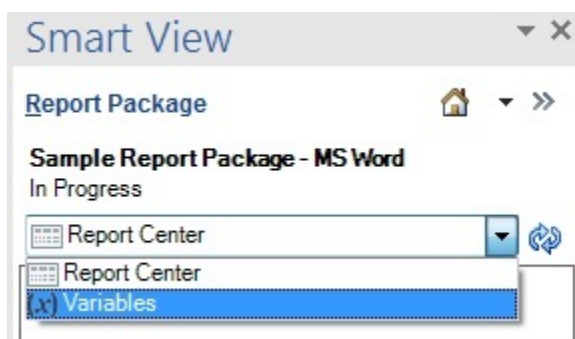 Smart View
Report Package
Sample Report Package - MS Word
In Progress
Report Center
Report Center
(x) Variables